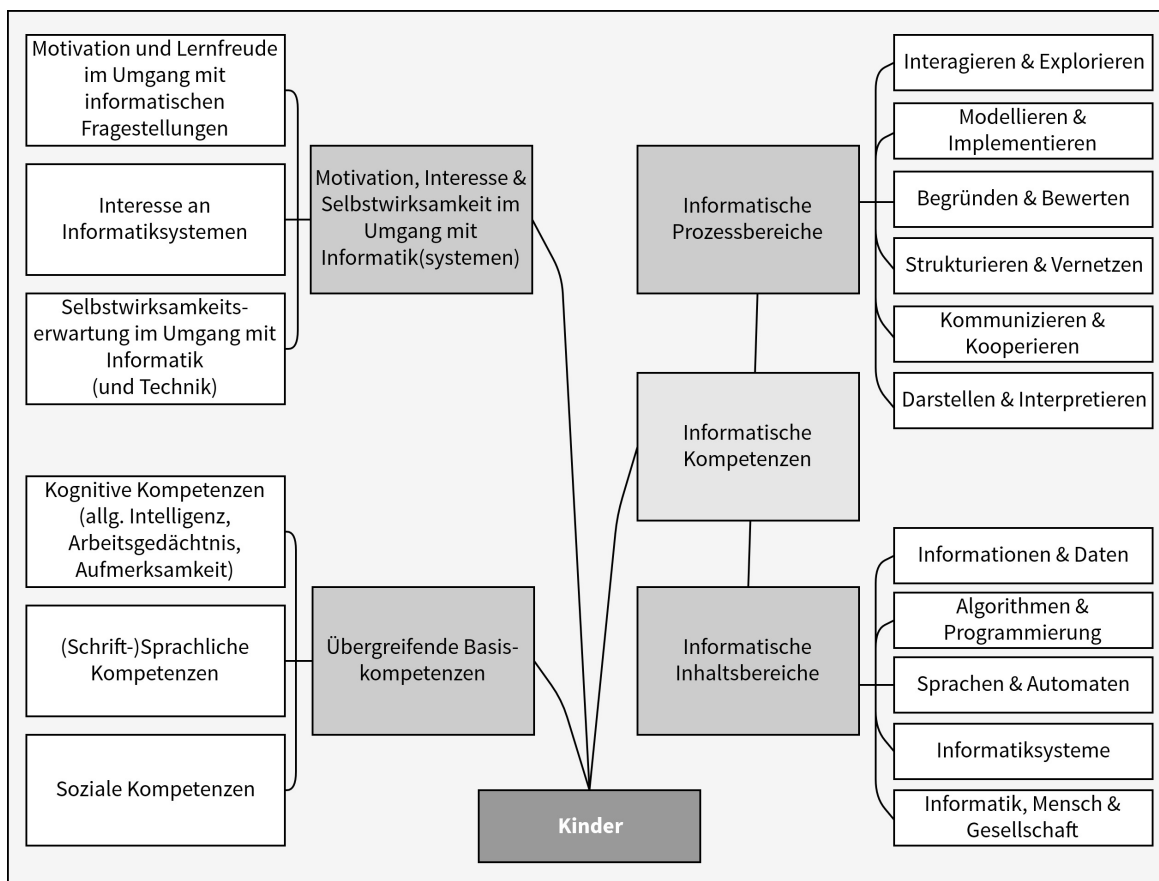 Motivation und Lernfreude
im Umgang mit
informatischen
Fragestellungen
Interesse an
Informatiksystemen
Selbstwirksamkeits-
erwartung im Umgang mit
Informatik
(und Technik)
Motivation, Interesse &
Selbstwirksamkeit im
Umgang mit
Informatik(systemen)
Kognitive Kompetenzen
(allg. Intelligenz,
Arbeitsgedächtnis,
Aufmerksamkeit)
(Schrift-)Sprachliche
Kompetenzen
Soziale Kompetenzen
Übergreifende Basis-
kompetenzen
Kinder
Informatische
Prozessbereiche
Informatische
Kompetenzen
Informatische
Inhaltsbereiche
Interagieren & Explorieren
Modellieren &
Implementieren
Begründen & Bewerten
Strukturieren & Vernetzen
Kommunizieren &
Kooperieren
Darstellen & Interpretieren
Informationen & Daten
Algorithmen &
Programmierung
Sprachen & Automaten
Informatiksysteme
Informatik, Mensch &
Gesellschaft